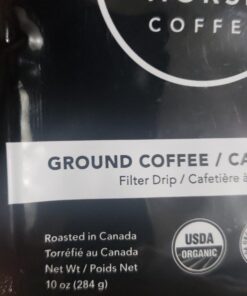 COFFEE
GROUND COFFEE / CA
Filter Drip / Cafetière à
Roasted in Canada
Torréfié au Canada
Net Wt / Poids Net
10 oz (284 g)
USDA
ORGANIC